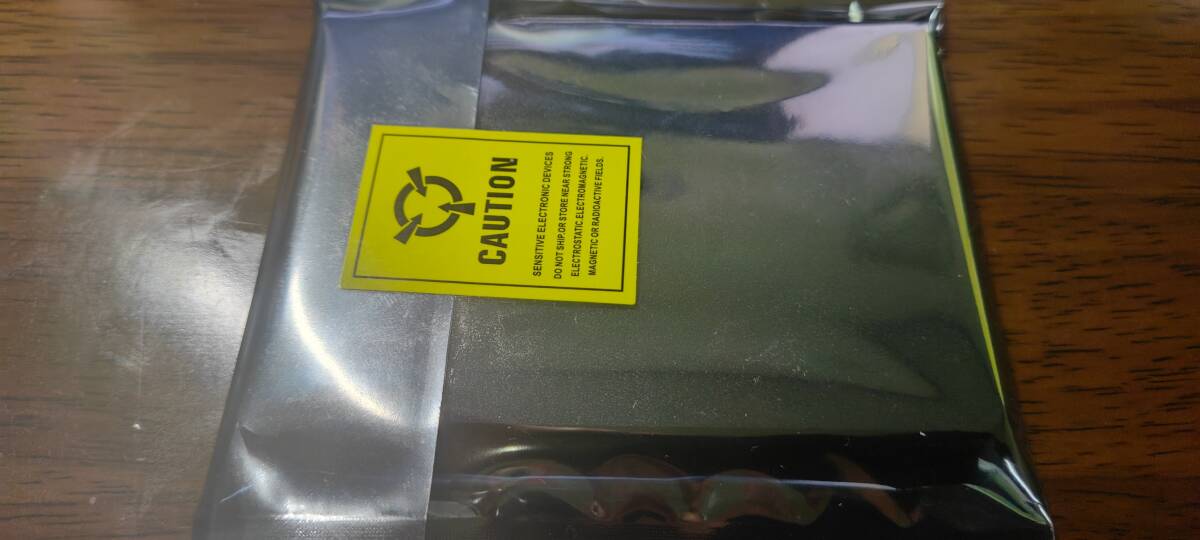 CAUTION
SENSITIVE ELECTRONIC DEVICES
DO NOT SHIP.OR STORE NEAR STRONG
ELECTROSTATIC.ELECTROMAGNETIC.
MAGNETIC OR RADIOACTIVE FIELDS.